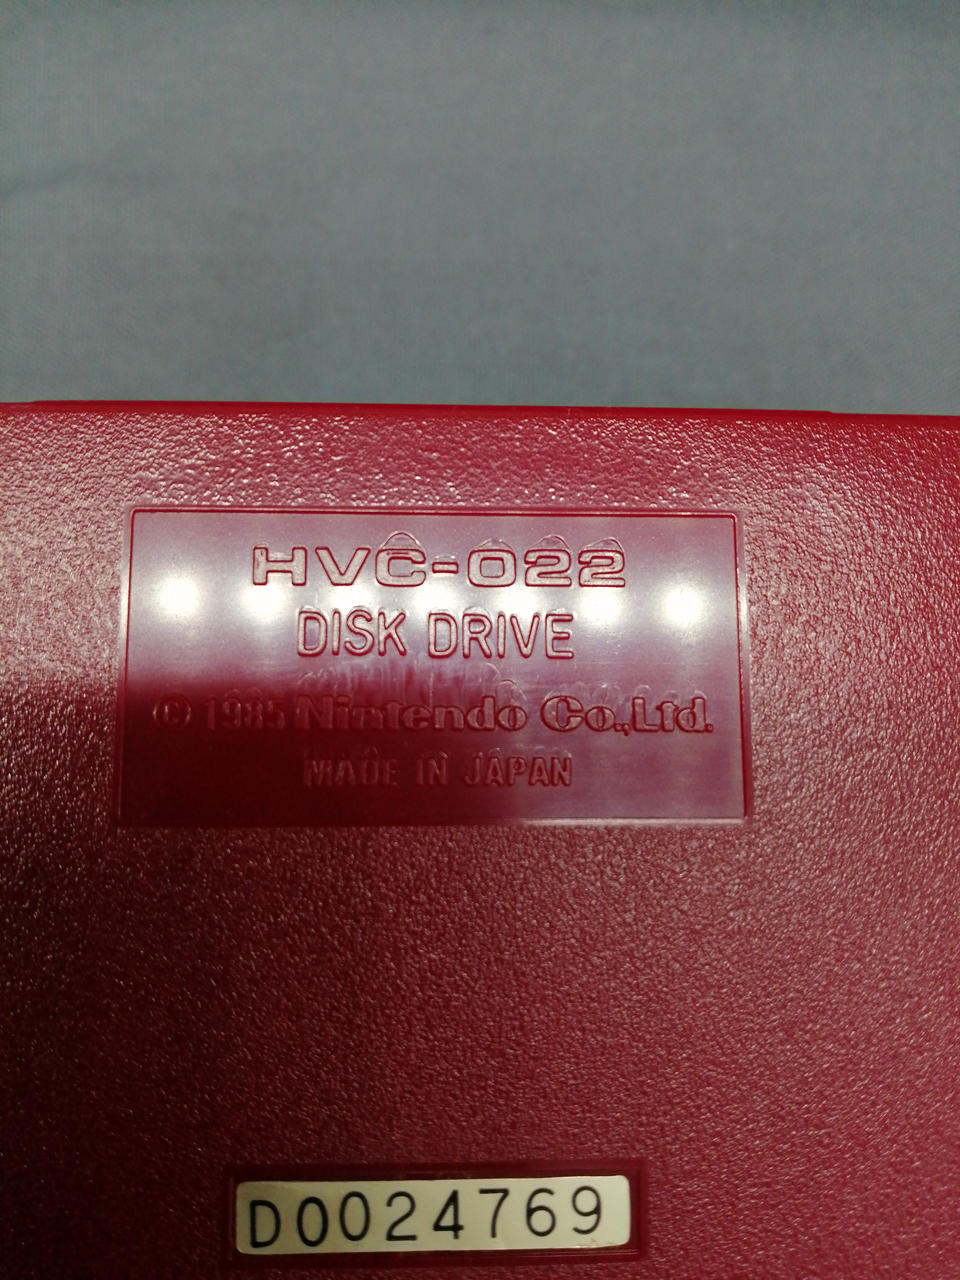 HVC-022
DISK DRIVE
© 1985 Nintendo Co.,Ltd.
MADE IN JAPAN
D0024769